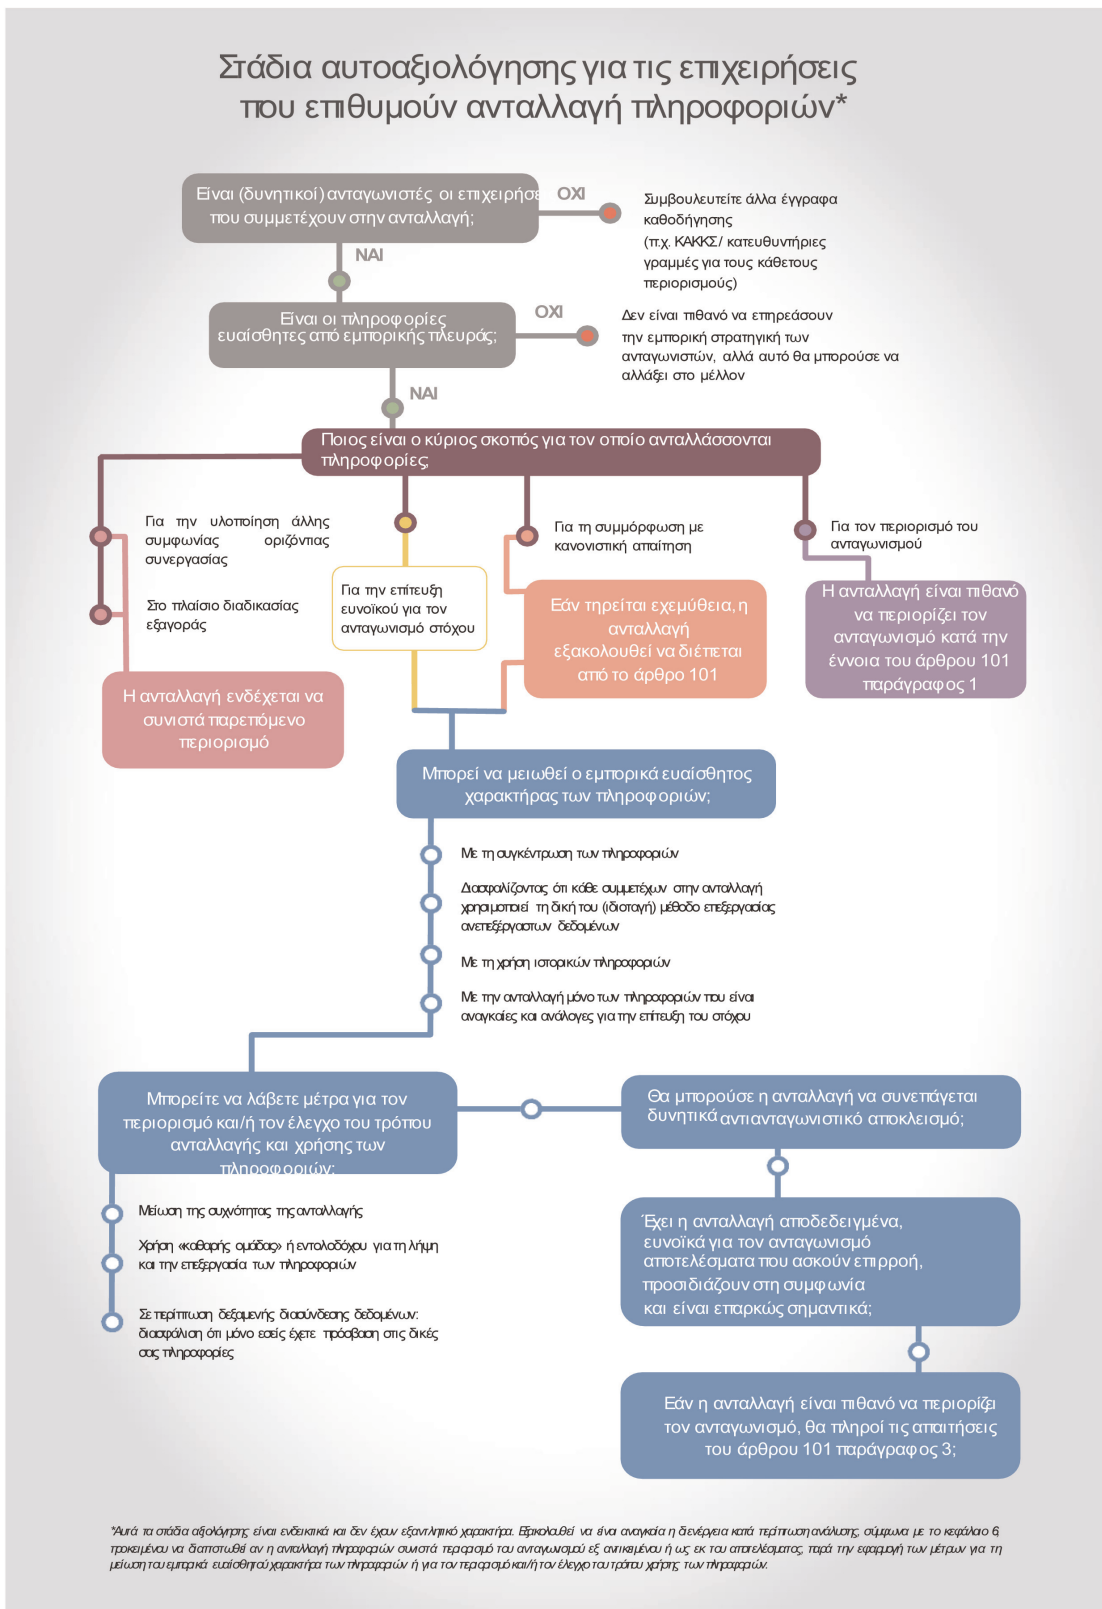 Στάδια αυτοαξιολόγησης για τις επιχειρήσεις
που επιθυμούν ανταλλαγή πληροφοριών*
Είναι (δυνητικοί) ανταγωνιστές οι επιχειρήσε
που συμμετέχουν στην ανταλλαγή;
ΟΧΙ
Συμβουλευτείτε άλλα έγγραφα
καθοδήγησης
(π.χ. ΚΑΚΚΣ / κατευθυντήριες
γραμμές για τους κάθετους
περιορισμούς)
ΝΑΙ
Είναι οι πληροφορίες
ευαίσθητες από εμπορικής πλευράς;
ΟΧΙ
Δεν είναι πιθανό να επηρεάσουν
την εμπορική στρατηγική των
ανταγωνιστών, αλλά αυτό θα μπορούσε να
αλλάξει στο μέλλον
ΝΑΙ
Ποιος είναι ο κύριος σκοπός για τον οποίο ανταλλάσσονται
πληροφορίες;
Για την υλοποίηση άλλης
συμφωνίας οριζόντιας
συνεργασίας
Στο πλαίσιο διαδικασίας
εξαγοράς
Η ανταλλαγή ενδέχεται να
συνιστά παρεπόμενο
περιορισμό
Για την επίτευξη
ευνοϊκού για τον
ανταγωνισμό στόχου
Για τη συμμόρφωση με
κανονιστική απαίτηση
Εάν τηρείται εχεμύθεια, η
ανταλλαγή
εξακολουθεί να διέπεται
από το άρθρο 101
Για τον περιορισμό του
ανταγωνισμού
Η ανταλλαγή είναι πιθανό
να περιορίζει τον
ανταγωνισμό κατά την
έννοια του άρθρου 101
παράγραφος 1
Μπορεί να μειωθεί ο εμπορικά ευαίσθητος
χαρακτήρας των πληροφοριών;
Με τη συγκέντρωση των πληροφοριών
Διασφαλίζοντας ότι κάθε συμμετέχων στην ανταλλαγή
χρησιμοποιεί τη δική του (ιδιοταγή) μέθοδο επεξεργασίας
ανεπεξέργαστων δεδομένων
Με τη χρήση ιστορικών πληροφοριών
Με την ανταλλαγή μόνο των πληροφοριών που είναι
αναγκαίες και ανάλογες για την επίτευξη του στόχου
Μπορείτε να λάβετε μέτρα για τον
περιορισμό και/ή τον έλεγχο του τρόπου
ανταλλαγής και χρήσης των
πληροφοριών;
Μείωση της συχνότητας της ανταλλαγής
Χρήση «καθαρής ομάδας» ή εντολοδόχου για τη λήψη
και την επεξεργασία των πληροφοριών
Σε περίπτωση δεξαμενής διασύνδεσης δεδομένων:
διασφάλιση ότι μόνο εσείς έχετε πρόσβαση στις δικές
σας πληροφορίες
Θα μπορούσε η ανταλλαγή να συνεπάγεται
δυνητικά αντιανταγωνιστικό αποκλεισμό;
Έχει η ανταλλαγή αποδεδειγμένα,
ευνοϊκά για τον ανταγωνισμό
αποτελέσματα που ασκούν επιρροή,
προσιδιάζουν στη συμφωνία
και είναι επαρκώς σημαντικά;
Εάν η ανταλλαγή είναι πιθανό να περιορίζει
τον ανταγωνισμό, θα πληροί τις απαιτήσεις
του άρθρου 101 παράγραφος 3;
*Αυτά τα στάδια αξιολόγησης είναι ενδεικτικά και δεν έχουν εξαντλητικό χαρακτήρα. Εξακολουθεί να είναι αναγκαία η διενέργεια κατά περίπτωση ανάλυσης, σύμφωνα με το κεφάλαιο 6,
προκειμένου να διαπιστωθεί αν η ανταλλαγή πληροφοριών συνιστά περιορισμό του ανταγωνισμού εξ αντικειμένου ή ως εκ του αποτελέσματος, παρά την εφαρμογή των μέτρων για τη
μείωση του εμπορικά ευαίσθητού χαρακτήρα των πληροφοριών ή για τον περιορισμό και/ή τον έλεγχο του τρόπου χρήσης των πληροφοριών.